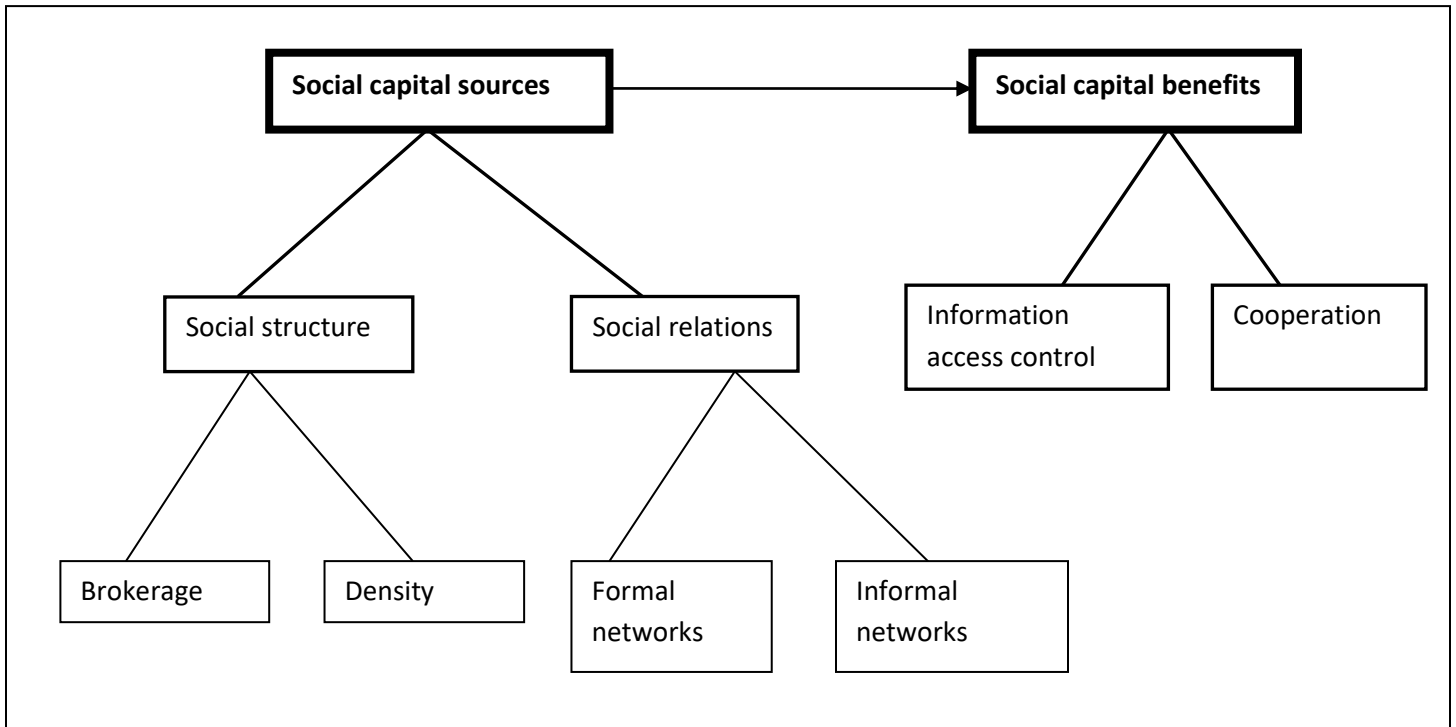 Social capital sources
Social capital benefits
Social structure
Social relations
Information
access control
Cooperation
Brokerage
Density
Formal
networks
Informal
networks